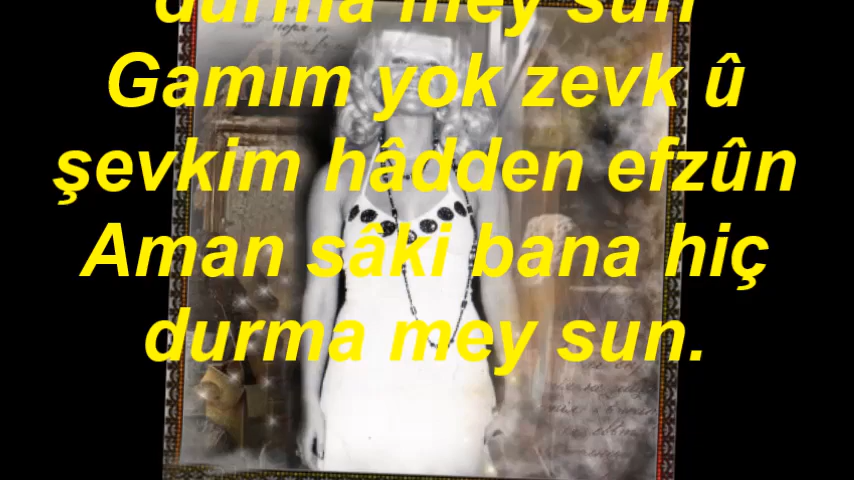 durma mey sun
Gamım yok zevk û
şevkim hâdden efzûn
Aman sâki bana hiç
durma mey sun.